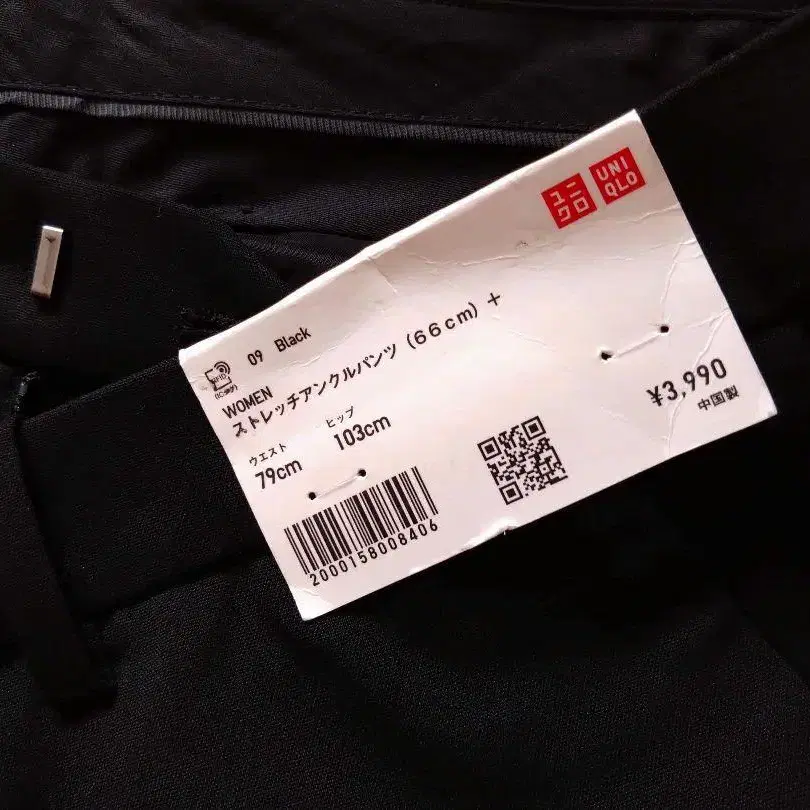 ユニ
クロ
UNI
QLO
09 Black
WOMEN
ストレッチアンクルパンツ（66cm）＋
ウエスト ヒップ
79cm 103cm
¥3,990
中国製
2000158008406